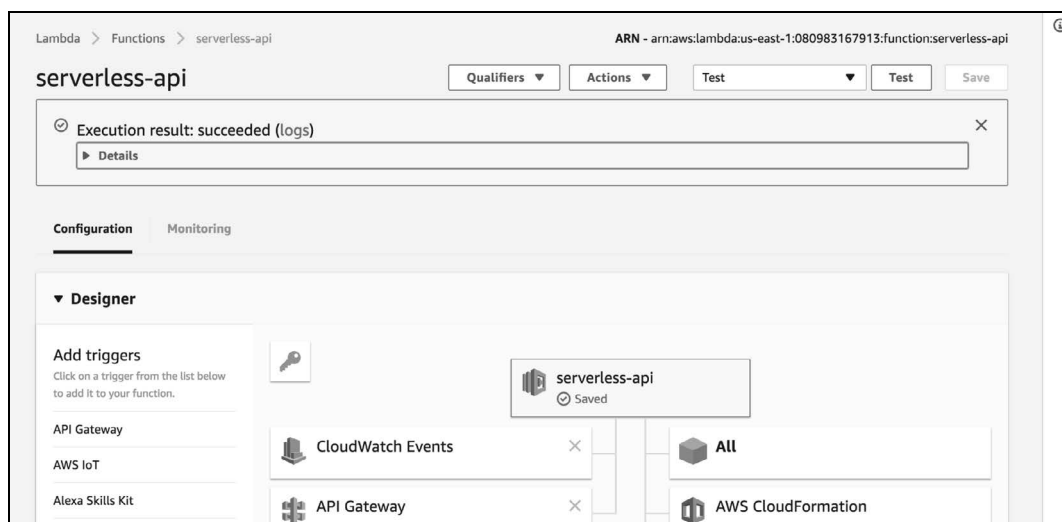 Lambda > Functions > serverless-api
ARN - arn:aws:lambda:us-east-1:080983167913:function:serverless-api
serverless-api
Qualifiers ▼ Actions ▼ Test ▼ Test Save
Execution result: succeeded (logs)
▶ Details
Configuration Monitoring
▼ Designer
Add triggers
Click on a trigger from the list below
to add it to your function.
API Gateway
AWS IoT
Alexa Skills Kit
serverless-api
Saved
CloudWatch Events
All
API Gateway
AWS CloudFormation